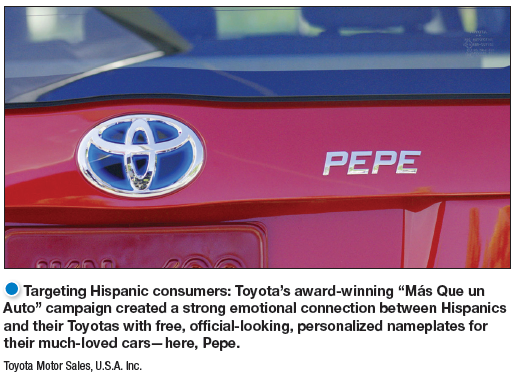 PEPE
Targeting Hispanic consumers: Toyota's award-winning “Más Que un
Auto” campaign created a strong emotional connection between Hispanics
and their Toyotas with free, official-looking, personalized nameplates for
their much-loved cars—here, Pepe.
Toyota Motor Sales, U.S.A. Inc.